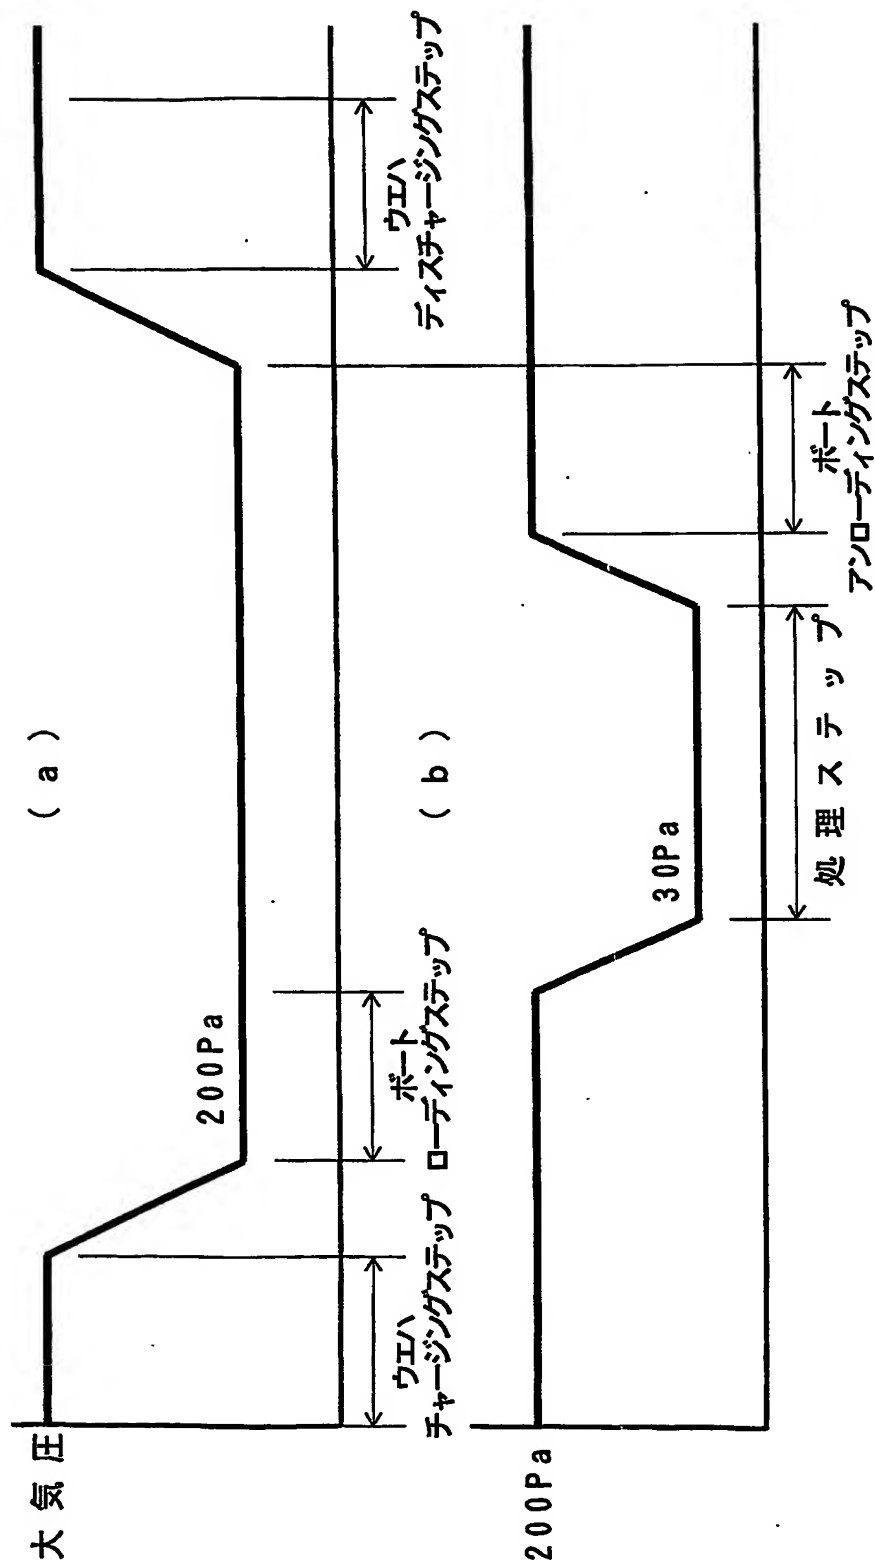 (a)
大気圧
200Pa
ウエハ
チャージングステップ
ボート
ローディングステップ
ウエハ
ディスチャージングステップ
(b)
200Pa
30Pa
処理ステップ
ボート
アンローディングステップ